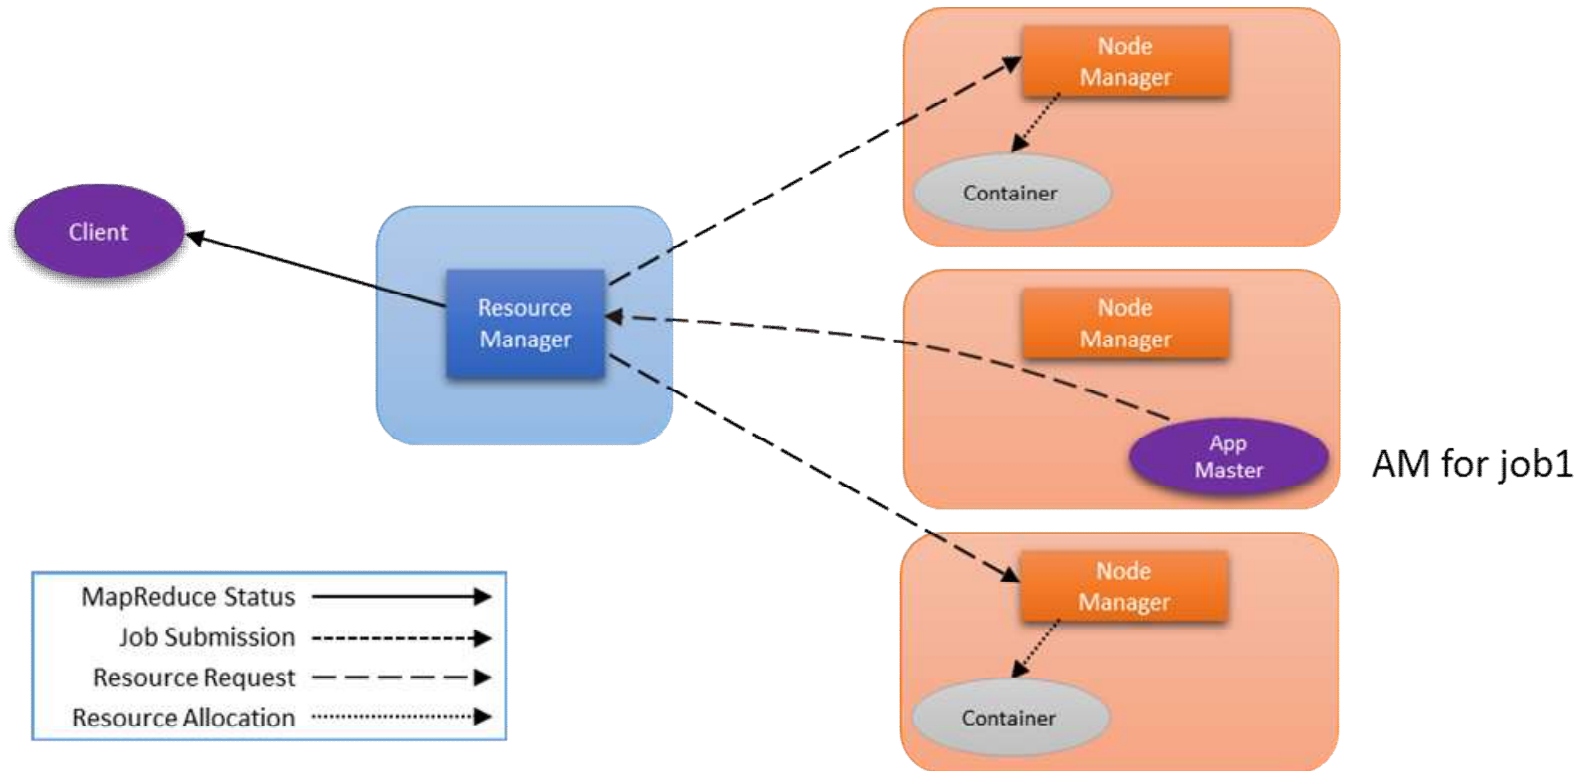 Client
Resource
Manager
Node
Manager
Container
Node
Manager
App
Master
AM for job1
Node
Manager
Container
MapReduce Status
Job Submission
Resource Request
Resource Allocation